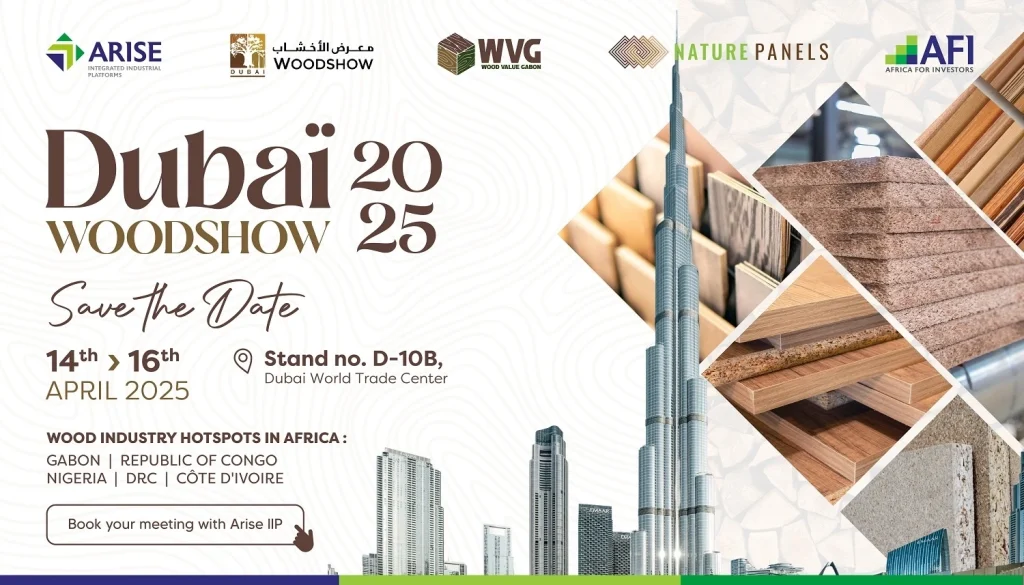 ARISE
INTEGRATED INDUSTRIAL
PLATFORMS
DUBAI
معرض الأخشاب
WOODSHOW
WVG
WOOD VALUE GABON
NATURE PANELS
AFI
AFRICA FOR INVESTORS
Dubaï
WOODSHOW
20
25
Save the Date
14th › 16th
APRIL 2025
Stand no. D-10B,
Dubai World Trade Center
WOOD INDUSTRY HOTSPOTS IN AFRICA :
GABON | REPUBLIC OF CONGO
NIGERIA | DRC | CÔTE D'IVOIRE
Book your meeting with Arise IIP
EMAAR